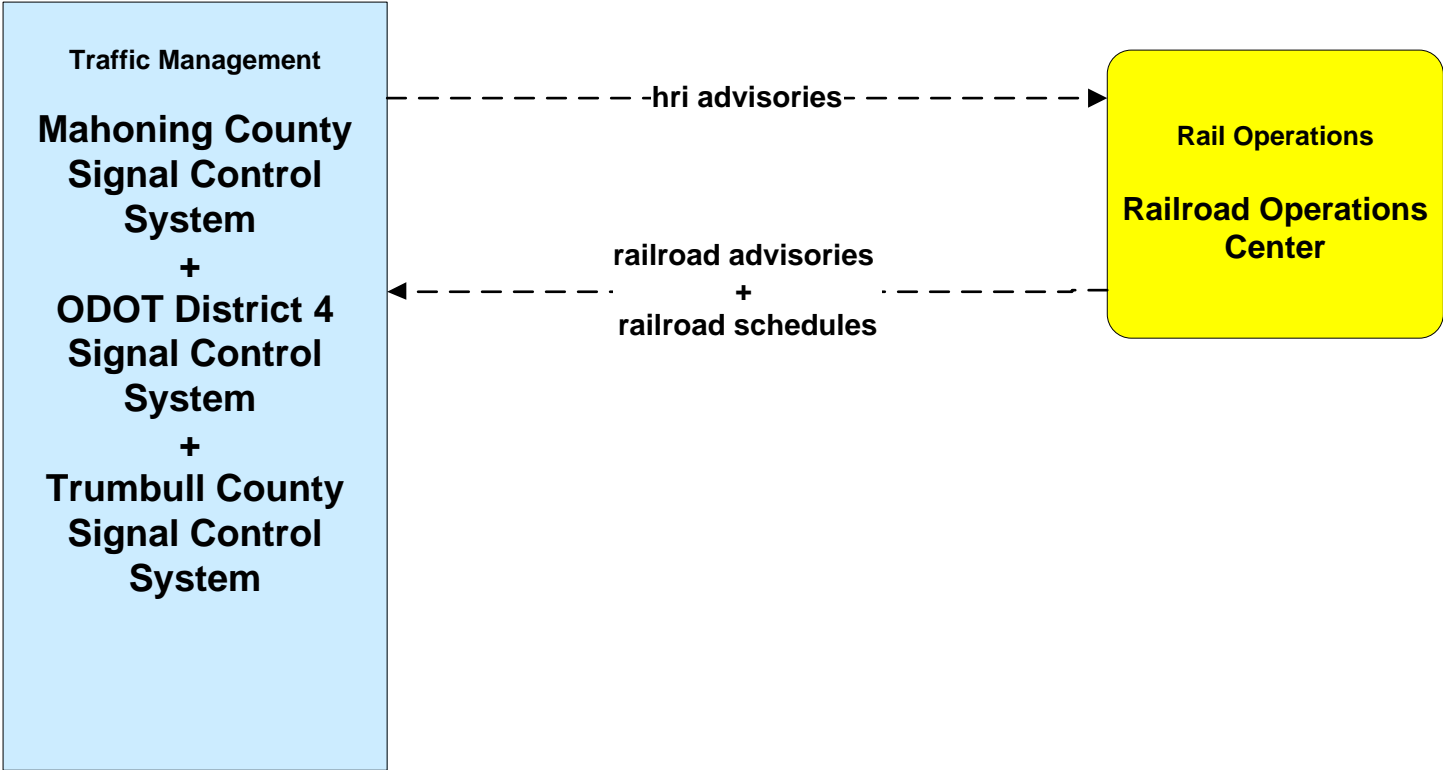 Traffic Management
Mahoning County
Signal Control
System
+
ODOT District 4
Signal Control
System
+
Trumbull County
Signal Control
System
hri advisories
railroad advisories
+
railroad schedules
Rail Operations
Railroad Operations
Center